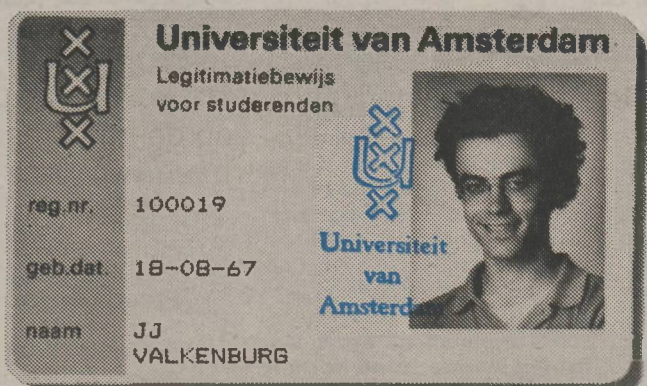 Universiteit van Amsterdam
Legitimatiebewijs
voor studerenden
reg.nr. 100019
geb.dat. 18-08-67
naam JJ
VALKENBURG
Universiteit
van
Amsterdam